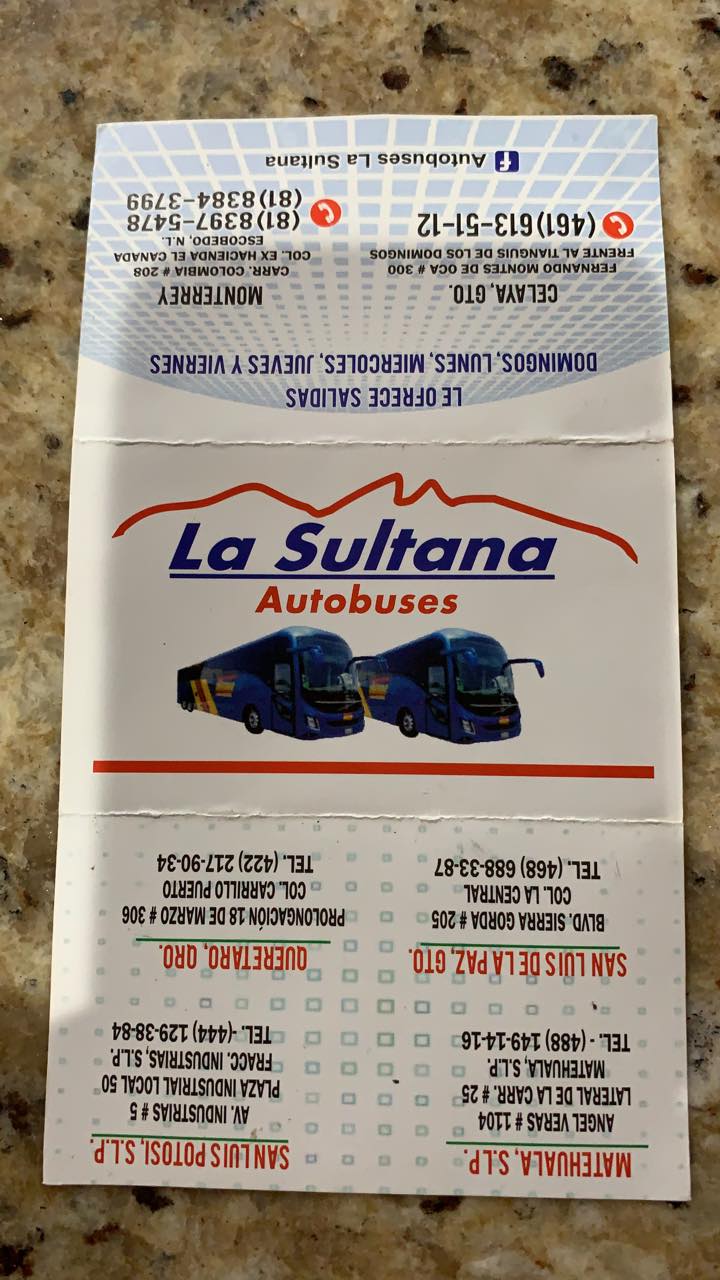 La Sultana
Autobuses
LE OFRECE SALIDAS
DOMINGOS, LUNES, MIERCOLES, JUEVES Y VIERNES
CELAYA, GTO.
FERNANDO MONTES DE OCA # 300
FRENTE AL TIANGUIS DE LOS DOMINGOS
(461)613-51-12
MONTERREY
CARR. COLOMBIA # 208
COL. EX HACIENDA EL CANADA
ESCOBEDO, N.L.
(81)8397-5478
(81)8384-3799
Autobuses La Sultana
MATEHUALA, S.L.P.
ANGEL VERAS # 1104
LATERAL DE LA CARR. # 25
MATEHUALA, S.L.P.
TEL. - (488) 149-14-16
SAN LUIS POTOSI, S.L.P.
AV. INDUSTRIAS # 5
PLAZA INDUSTRIAL LOCAL 50
FRACC. INDUSTRIAS, S.L.P.
TEL. -(444) 129-38-84
SAN LUIS DE LA PAZ, GTO.
BLVD. SIERRA GORDA # 205
COL. LA CENTRAL
TEL. (468) 688-33-87
QUERETARO, QRO.
PROLONGACIÓN 18 DE MARZO # 306
COL. CARRILLO PUERTO
TEL. (422) 217-90-34